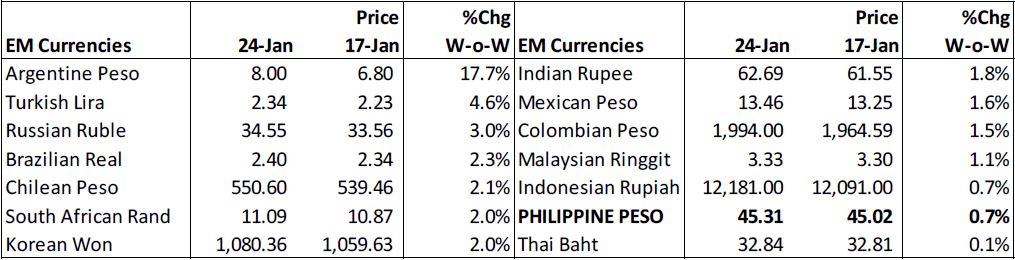 Price %Chg Price %Chg
EM Currencies 24-Jan 17-Jan W-o-W EM Currencies 24-Jan 17-Jan W-o-W
Argentine Peso 8.00 6.80 17.7% Indian Rupee 62.69 61.55 1.8%
Turkish Lira 2.34 2.23 4.6% Mexican Peso 13.46 13.25 1.6%
Russian Ruble 34.55 33.56 3.0% Colombian Peso 1,994.00 1,964.59 1.5%
Brazilian Real 2.40 2.34 2.3% Malaysian Ringgit 3.33 3.30 1.1%
Chilean Peso 550.60 539.46 2.1% Indonesian Rupiah 12,181.00 12,091.00 0.7%
South African Rand 11.09 10.87 2.0% PHILIPPINE PESO 45.31 45.02 0.7%
Korean Won 1,080.36 1,059.63 2.0% Thai Baht 32.84 32.81 0.1%